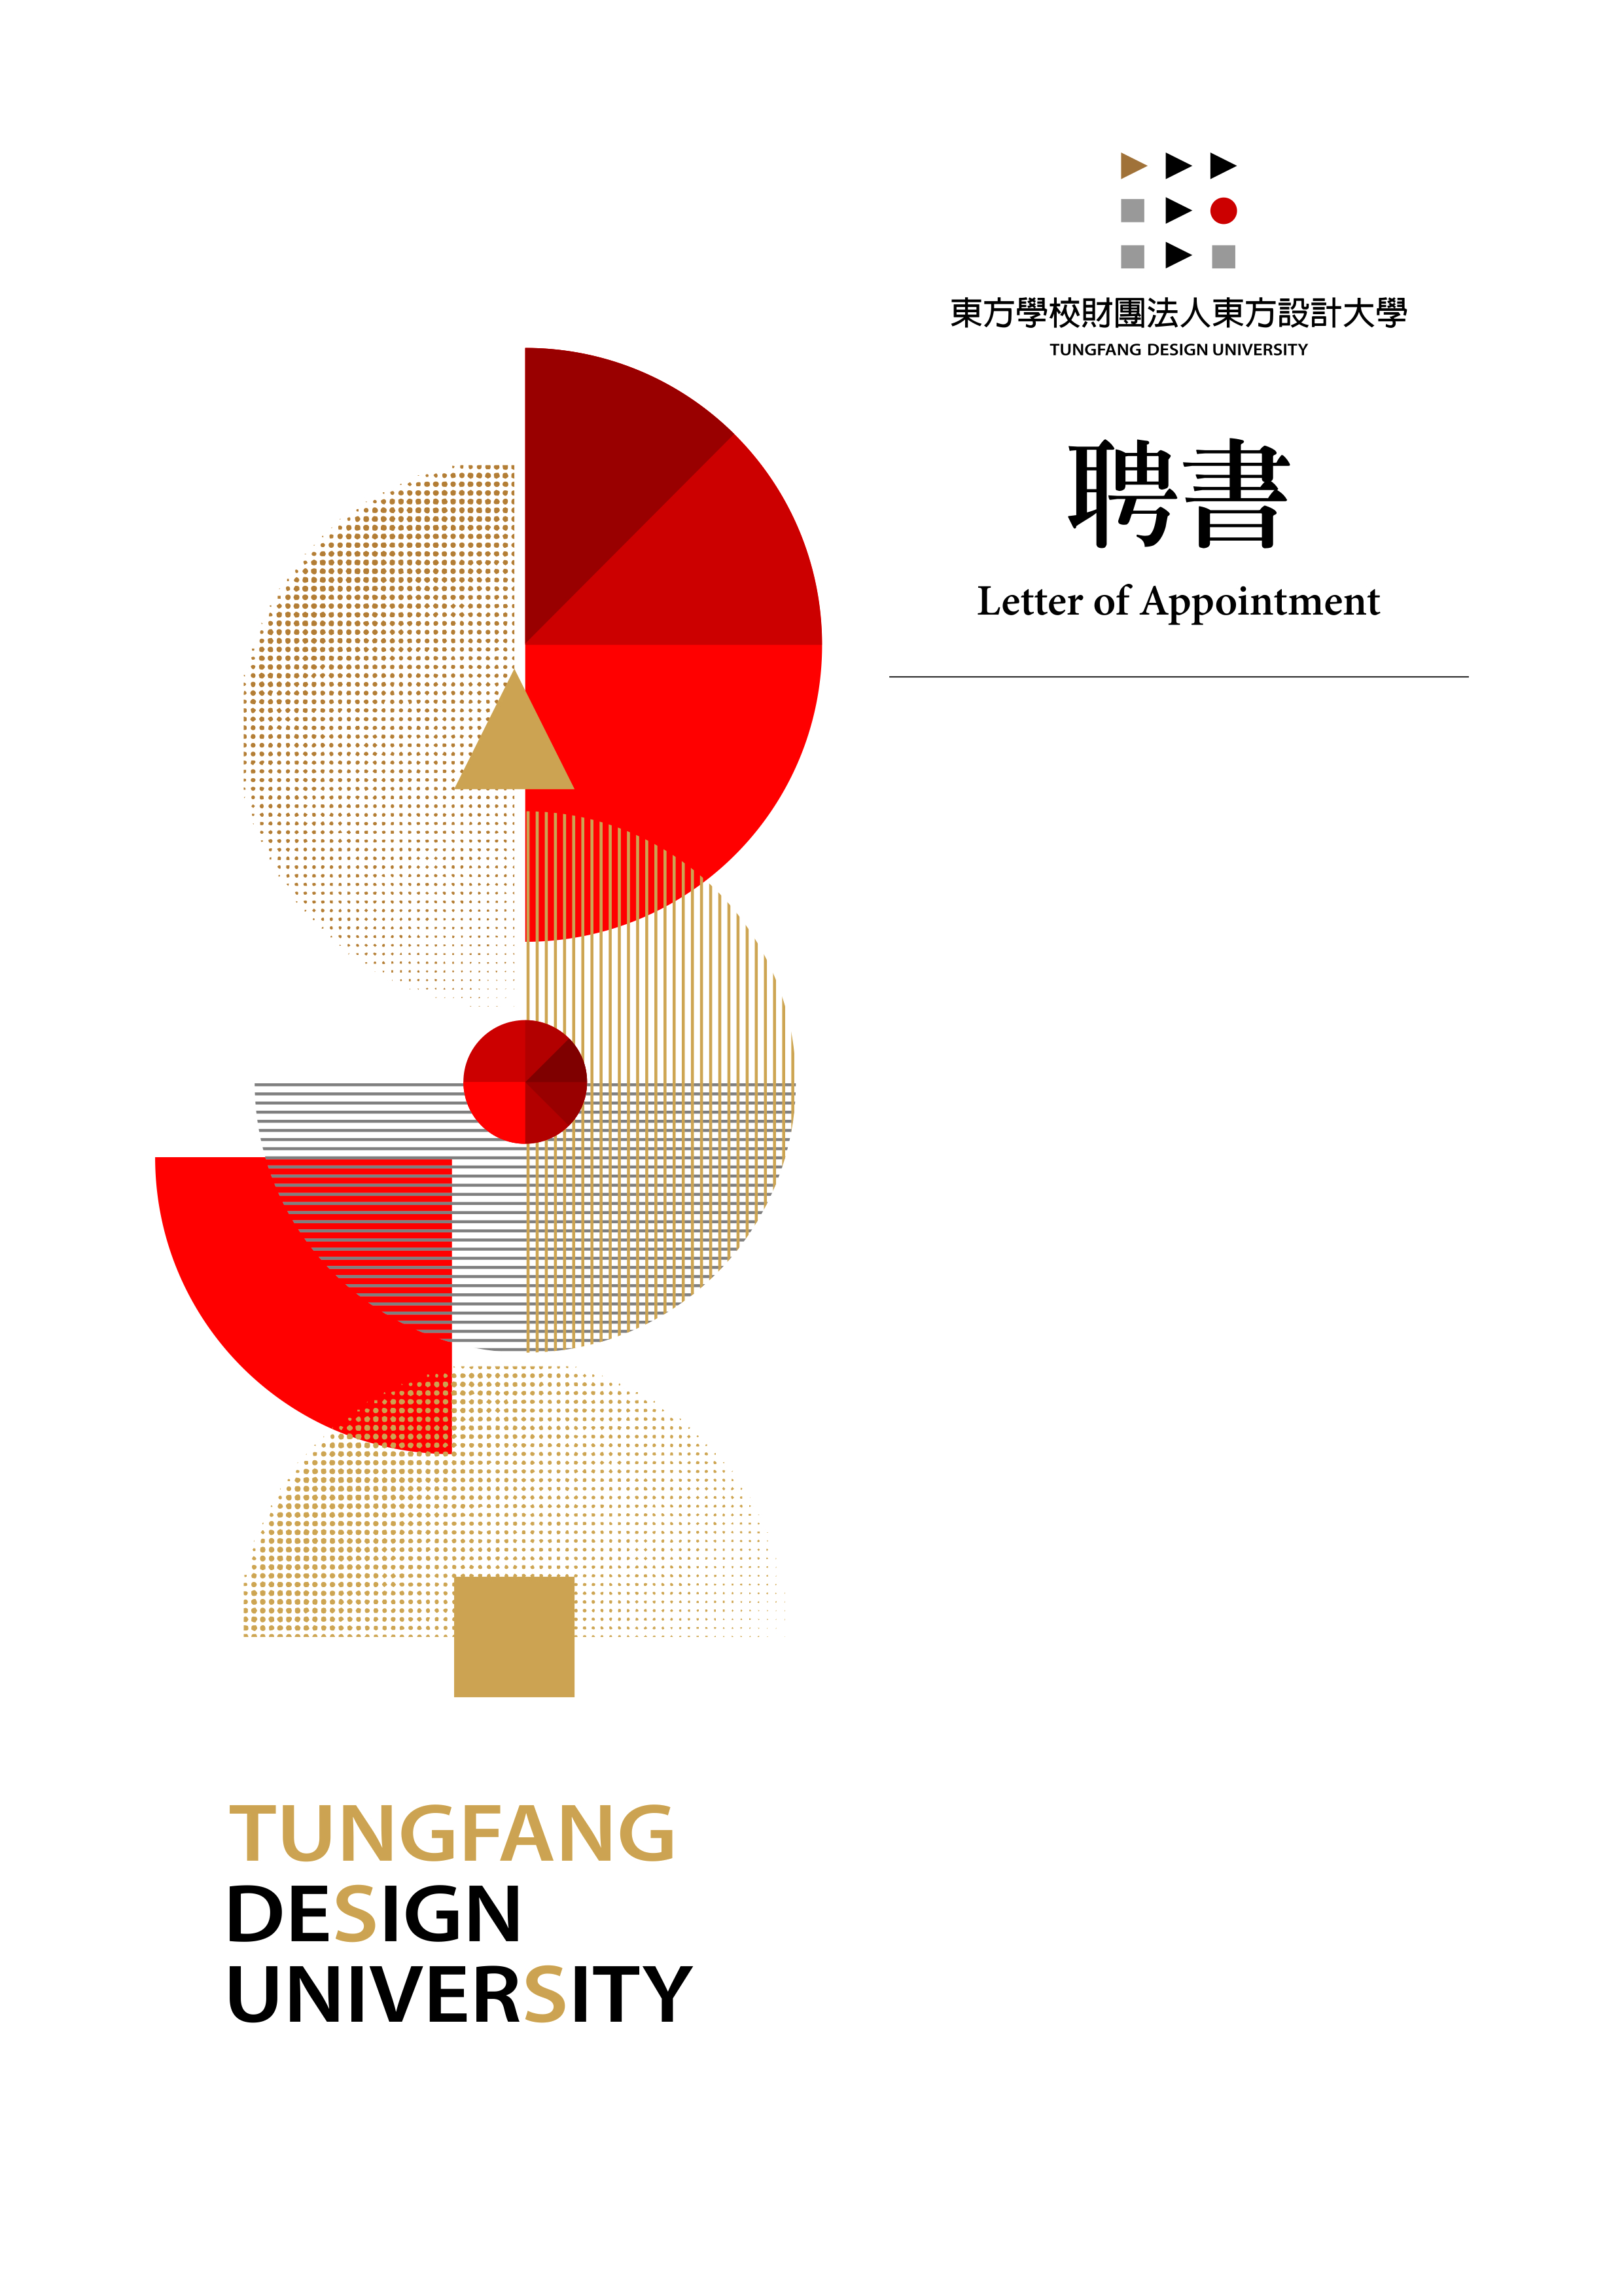 東方學校財團法人東方設計大學
TUNGFANG DESIGN UNIVERSITY
聘書
Letter of Appointment
TUNGFANG
DESIGN
UNIVERSITY